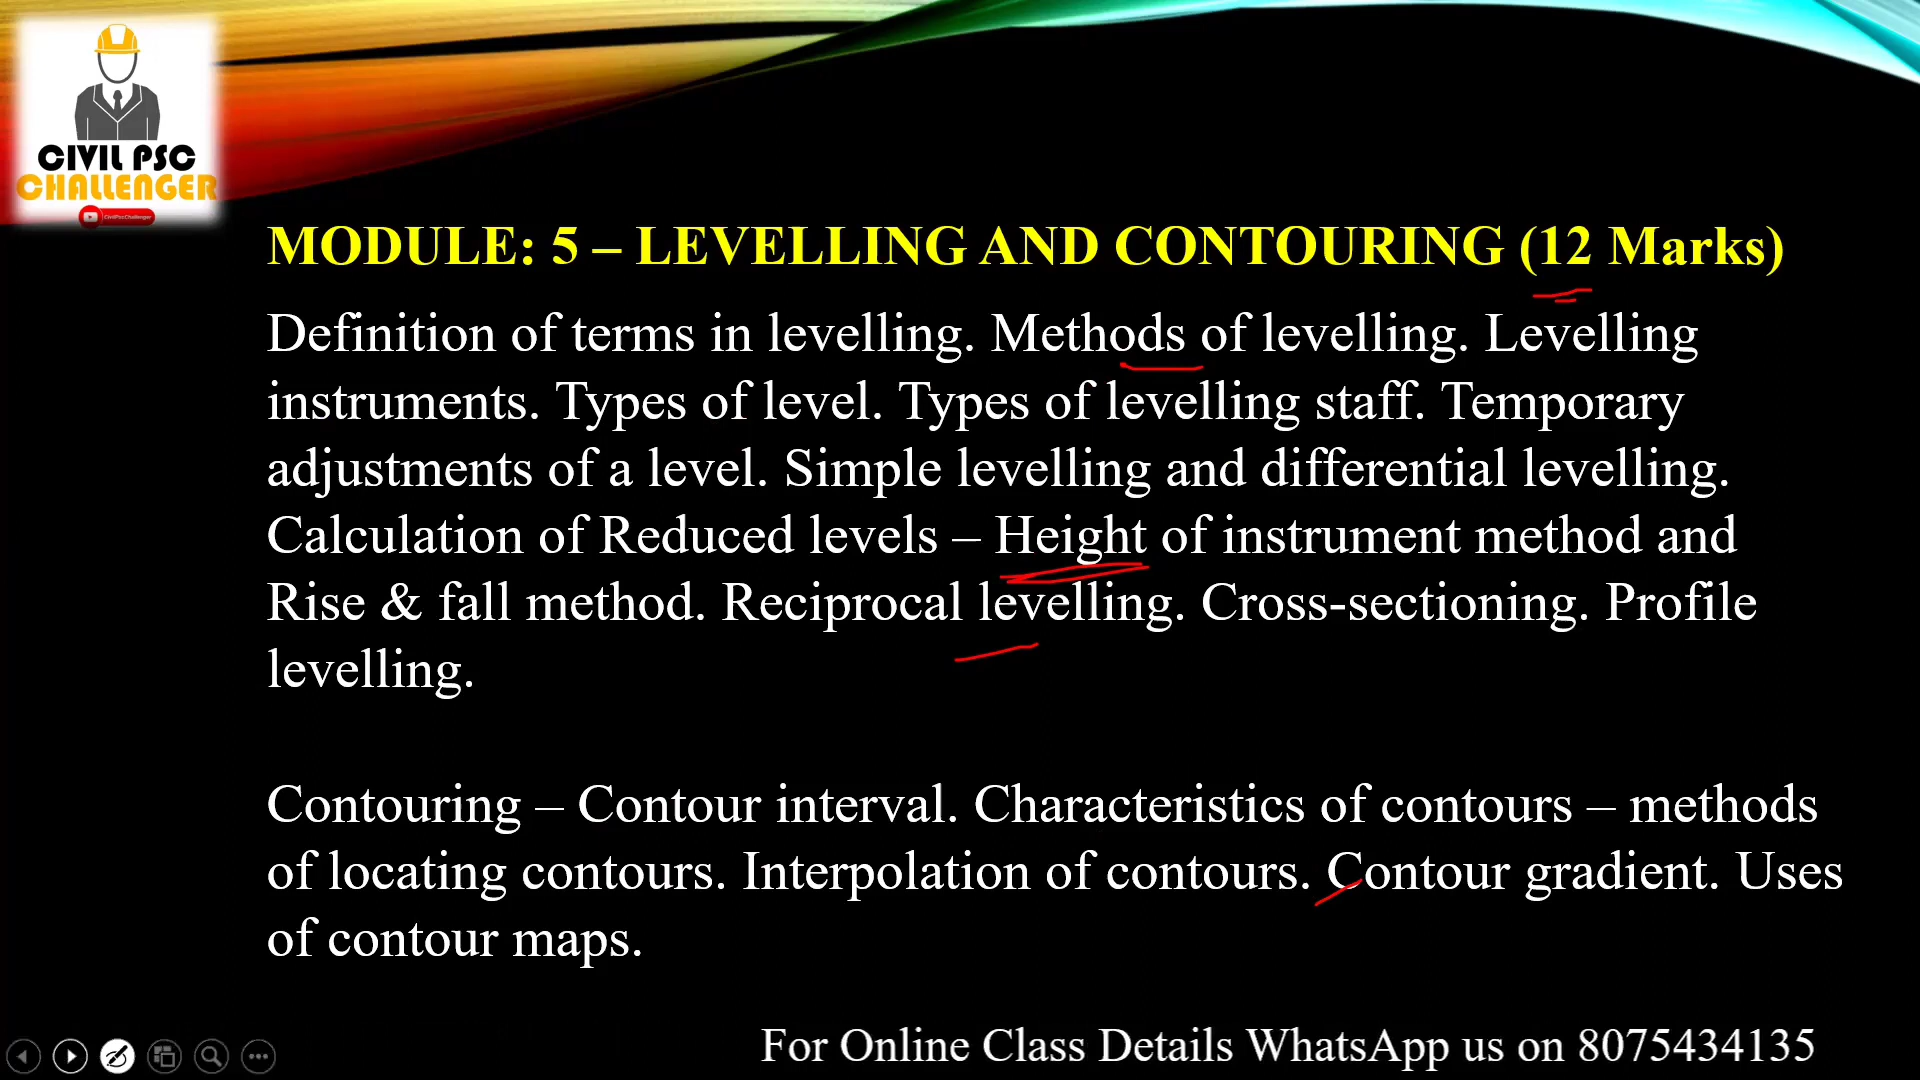 CIVIL PSC
CHALLENGER
CivilPscChallenger
MODULE: 5 – LEVELLING AND CONTOURING (12 Marks)
Definition of terms in levelling. Methods of levelling. Levelling
instruments. Types of level. Types of levelling staff. Temporary
adjustments of a level. Simple levelling and differential levelling.
Calculation of Reduced levels – Height of instrument method and
Rise & fall method. Reciprocal levelling. Cross-sectioning. Profile
levelling.
Contouring – Contour interval. Characteristics of contours – methods
of locating contours. Interpolation of contours. Contour gradient. Uses
of contour maps.
For Online Class Details WhatsApp us on 8075434135